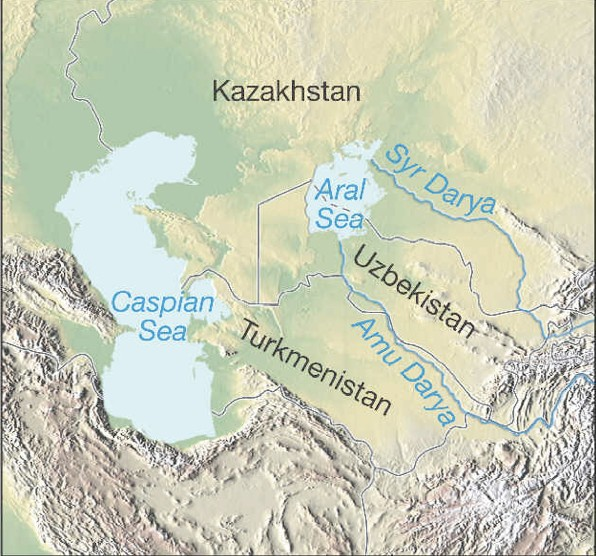 Kazakhstan
Aral
Sea
Syr Darya
Uzbekistan
Caspian
Sea
Turkmenistan
Amu Darya